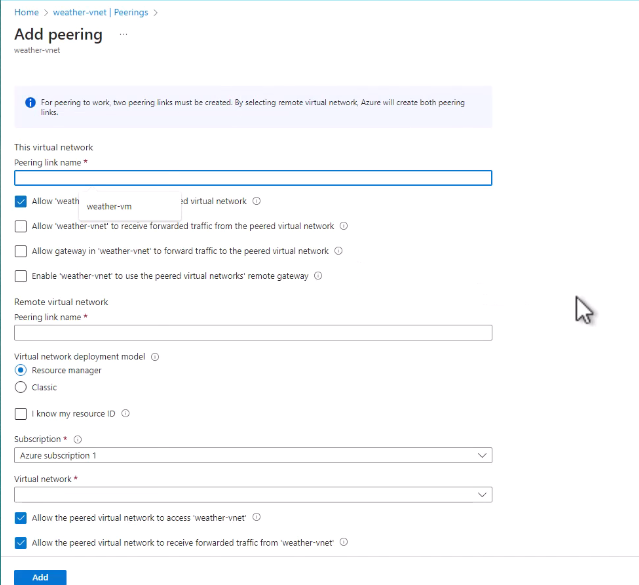 Home > weather-vnet | Peerings >
Add peering ...
weather-vnet
For peering to work, two peering links must be created. By selecting remote virtual network, Azure will create both peering
links.
This virtual network
Peering link name *
Allow 'weath
weather-vm
ed virtual network
Allow 'weather-vnet' to receive forwarded traffic from the peered virtual network
Allow gateway in 'weather-vnet' to forward traffic to the peered virtual network
Enable 'weather-vnet' to use the peered virtual networks' remote gateway
Remote virtual network
Peering link name *
Virtual network deployment model
Resource manager
Classic
I know my resource ID
Subscription *
Azure subscription 1
Virtual network *
Allow the peered virtual network to access 'weather-vnet'
Allow the peered virtual network to receive forwarded traffic from 'weather-vnet'
Add